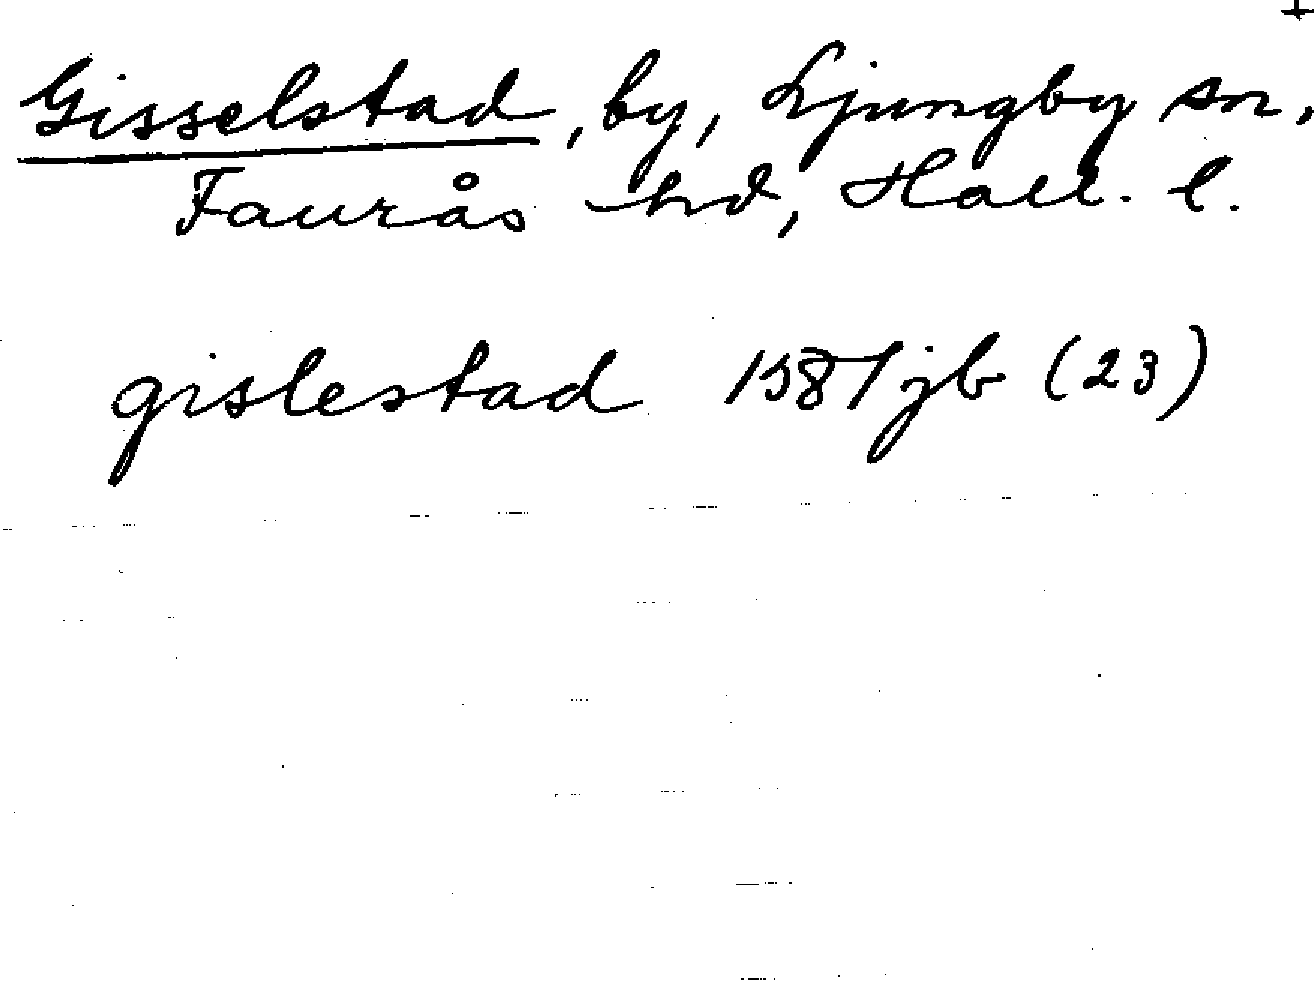 +
Gisselstad, by, Ljungby sn,
Faurås hd, Hall. l.
gislestad 1587 jb (23)